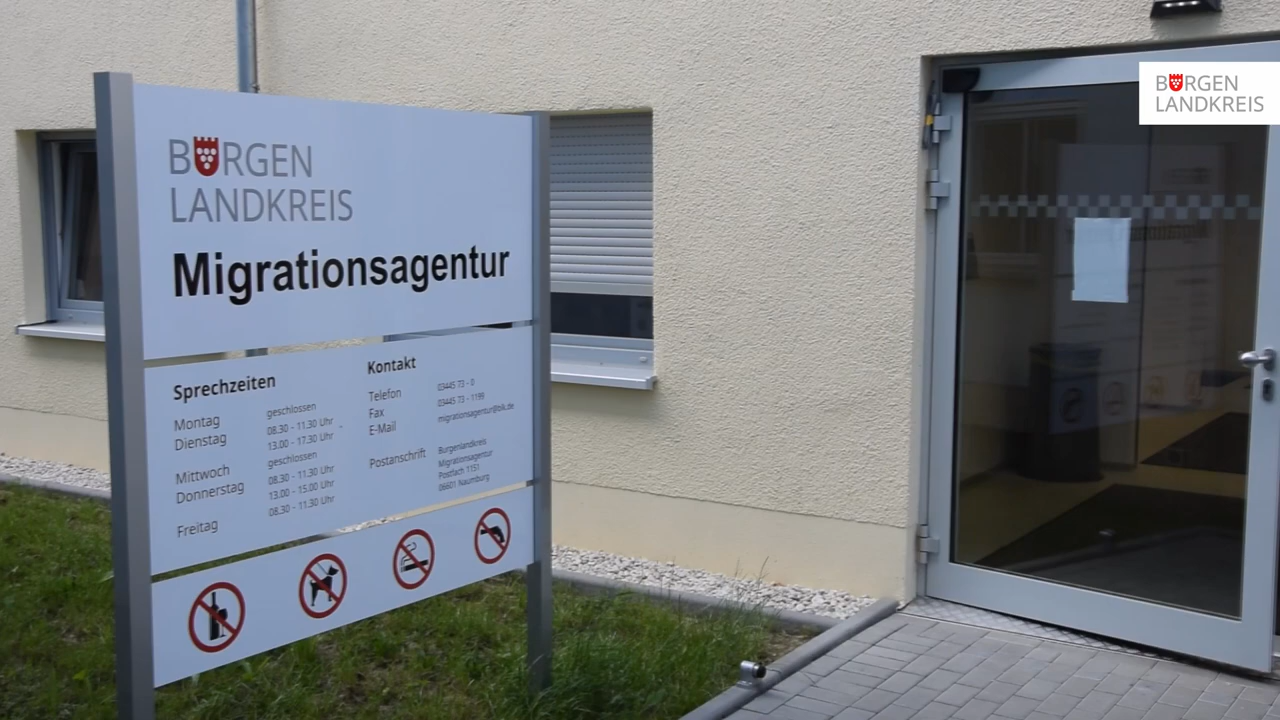 BURGEN
LANDKREIS
Migrationsagentur
Sprechzeiten
Montag geschlossen
Dienstag 08.30 - 11.30 Uhr
13.00 - 17.30 Uhr
Mittwoch geschlossen
Donnerstag 08.30 - 11.30 Uhr
13.00 - 15.00 Uhr
Freitag 08.30 - 11.30 Uhr
Kontakt
Telefon 03445 73 - 0
Fax 03445 73 - 1199
E-Mail migrationsagentur@blk.de
Postanschrift Burgenlandkreis
Migrationsagentur
Postfach 1151
06601 Naumburg
BURGEN
LANDKREIS